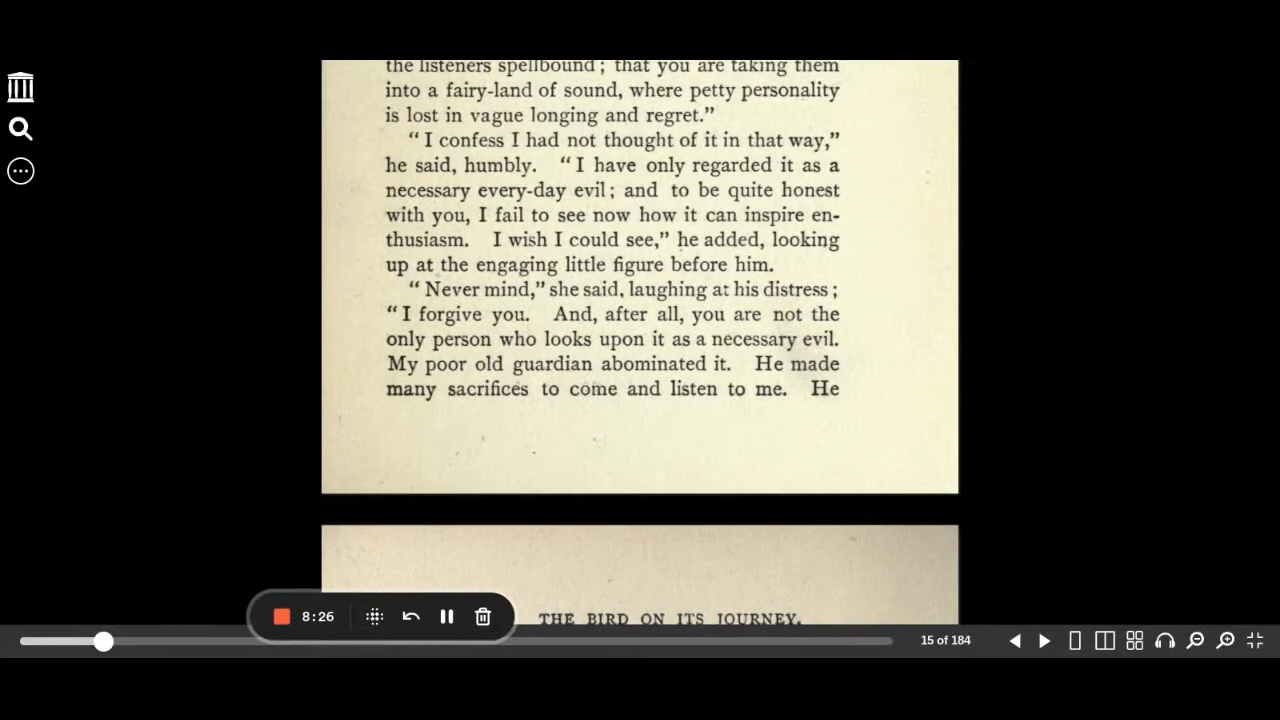 the listeners spellbound ; that you are taking them
into a fairy-land of sound, where petty personality
is lost in vague longing and regret.”
“ I confess I had not thought of it in that way,”
he said, humbly. “ I have only regarded it as a
necessary every-day evil ; and to be quite honest
with you, I fail to see now how it can inspire en-
thusiasm. I wish I could see,” he added, looking
up at the engaging little figure before him.
“ Never mind,” she said, laughing at his distress ;
“ I forgive you. And, after all, you are not the
only person who looks upon it as a necessary evil.
My poor old guardian abominated it. He made
many sacrifices to come and listen to me. He
THE BIRD ON ITS JOURNEY.
8:26
15 of 184